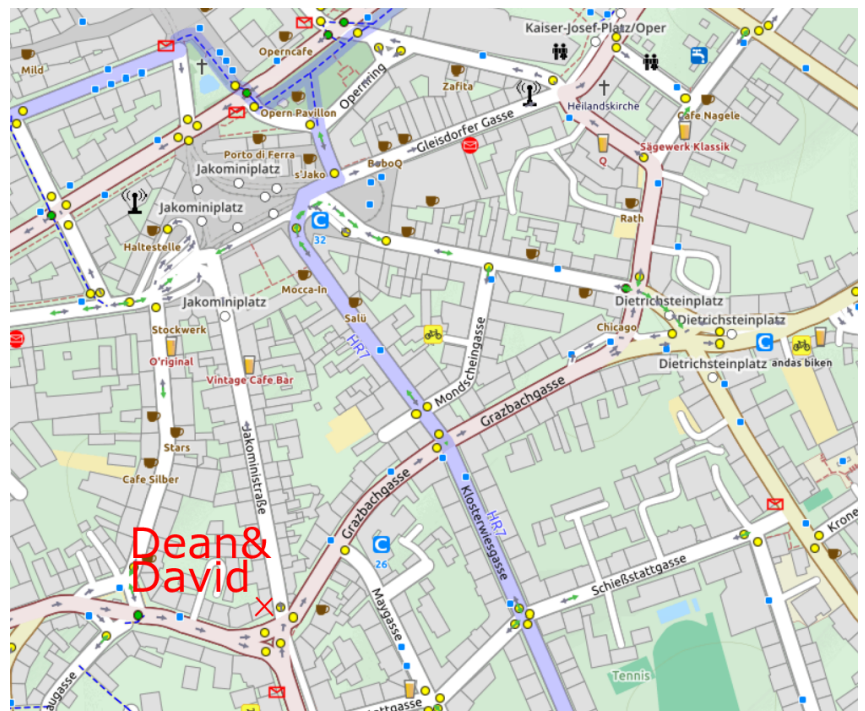 Kaiser-Josef-Platz/Oper
Operncafe
Mild
Zafita
Opernring
Opern Pavillon
Heilandskirche
Cafe Nagele
Gleisdorfer Gasse
Sägewerk Klassik
Q
Porto di Ferra
BoboQ
s'Jako
Jakominiplatz
Jakominiplatz
Rath
C
32
Haltestelle
Mocca-In
Jakominiplatz
Dietrichsteinplatz
Salü
Stockwerk
Chicago
Dietrichsteinplatz
C
HR7
O'riginal
Mondscheingasse
Dietrichsteinplatz
andas biken
Vintage Cafe Bar
Grazbachgasse
Jakoministraße
Stars
Cafe Silber
Grazbachgasse
Klosterwiesgasse
HR7
Krone
Dean&
David
C
26
Schießstattgasse
Maygasse
Tennis
augasse
stattgasse